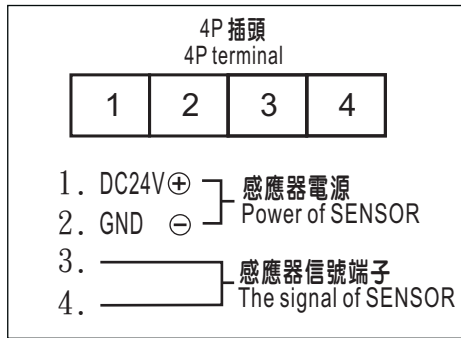 4P 插頭
4P terminal
1 2 3 4
1. DC24V⊕
感應器電源
2. GND ⊖
Power of SENSOR
3.
感應器信號端子
4.
The signal of SENSOR